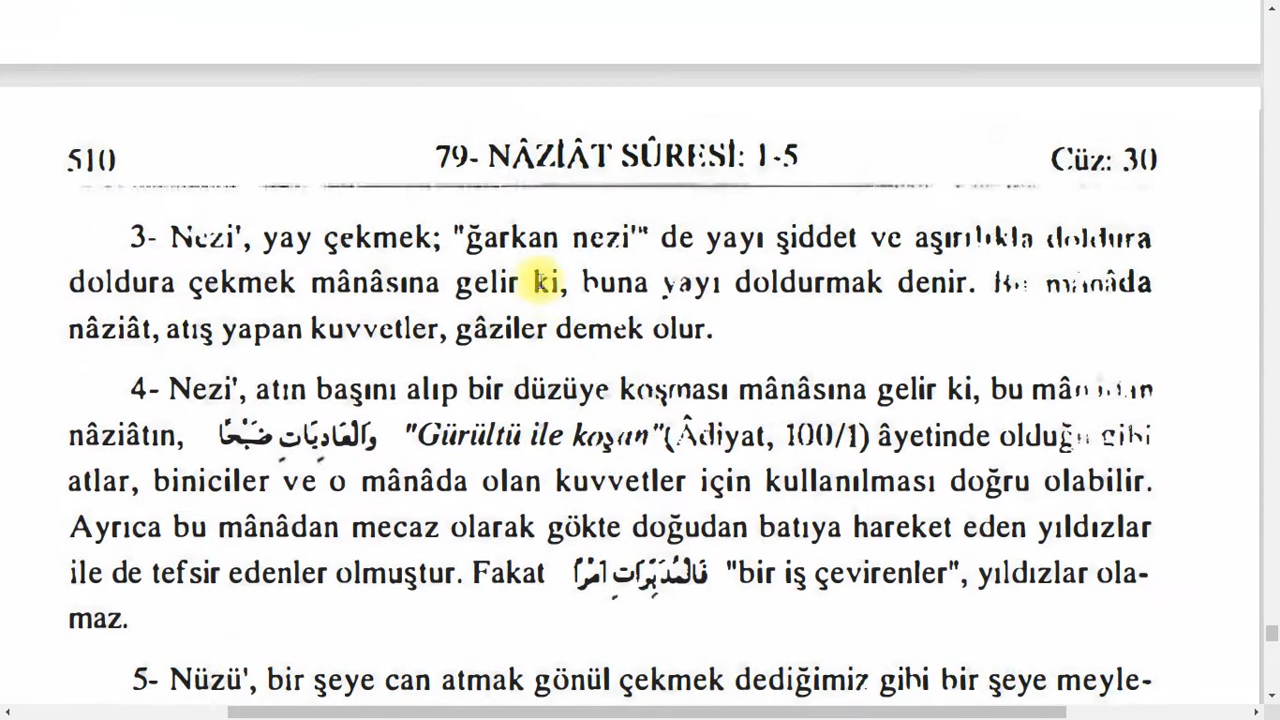 510 79- NÂZİÂT SÛRESİ: 1-5 Cüz: 30
3- Nezi', yay çekmek; "ğarkan nezi'" de yayı şiddet ve aşırılıkla doldura
doldura çekmek mânâsına gelir ki, buna yayı doldurmak denir. Bu mânâda
nâziât, atış yapan kuvvetler, gâziler demek olur.
4- Nezi', atın başını alıp bir düzüye koşması mânâsına gelir ki, bu mânâdan
nâziâtın, وَالْعَادِيَاتِ ضَبْحًا "Gürültü ile koşan"(Âdiyat, 100/1) âyetinde olduğu gibi
atlar, biniciler ve o mânâda olan kuvvetler için kullanılması doğru olabilir.
Ayrıca bu mânâdan mecaz olarak gökte doğudan batıya hareket eden yıldızlar
ile de tefsir edenler olmuştur. Fakat فَالْمُدَبِّرَاتِ اَمْرًا "bir iş çevirenler", yıldızlar ola-
maz.
5- Nüzü', bir şeye can atmak gönül çekmek dediğimiz gibi bir şeye meyle-